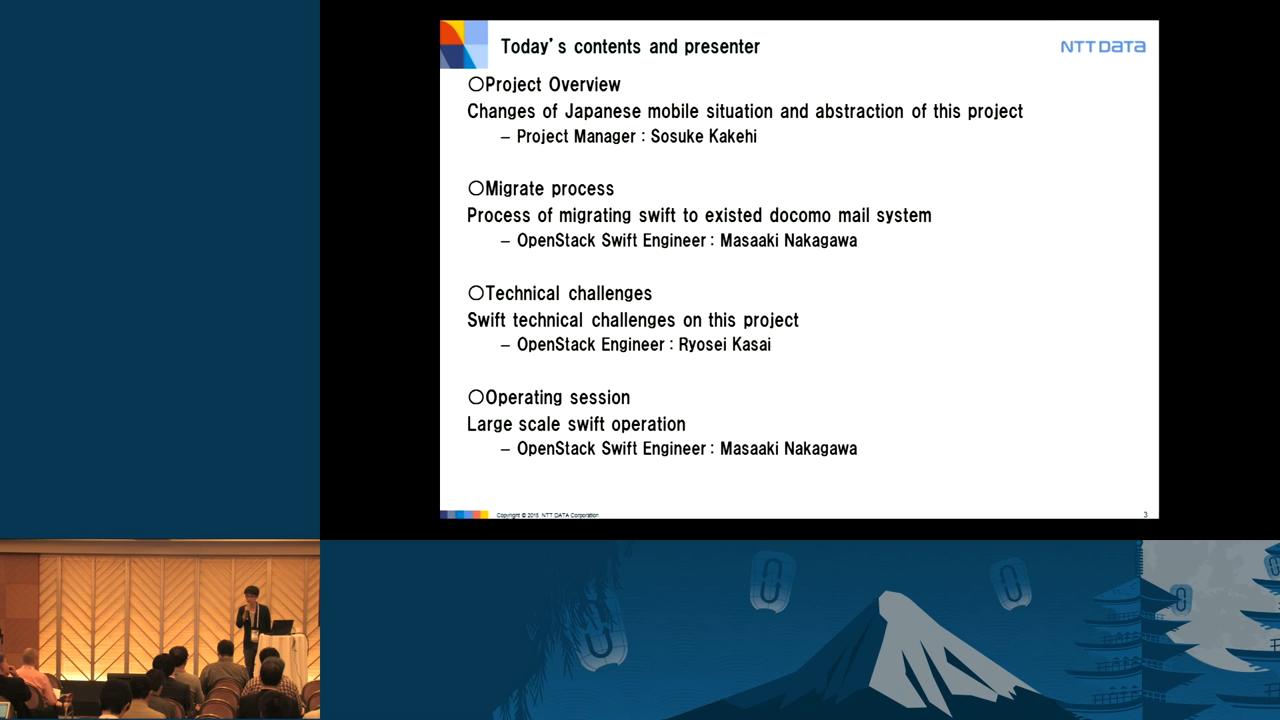 Today's contents and presenter
NTT DATA
○Project Overview
Changes of Japanese mobile situation and abstraction of this project
– Project Manager : Sosuke Kakehi
○Migrate process
Process of migrating swift to existed docomo mail system
– OpenStack Swift Engineer : Masaaki Nakagawa
○Technical challenges
Swift technical challenges on this project
– OpenStack Engineer : Ryosei Kasai
○Operating session
Large scale swift operation
– OpenStack Swift Engineer : Masaaki Nakagawa
Copyright © 2015 NTT DATA Corporation
3